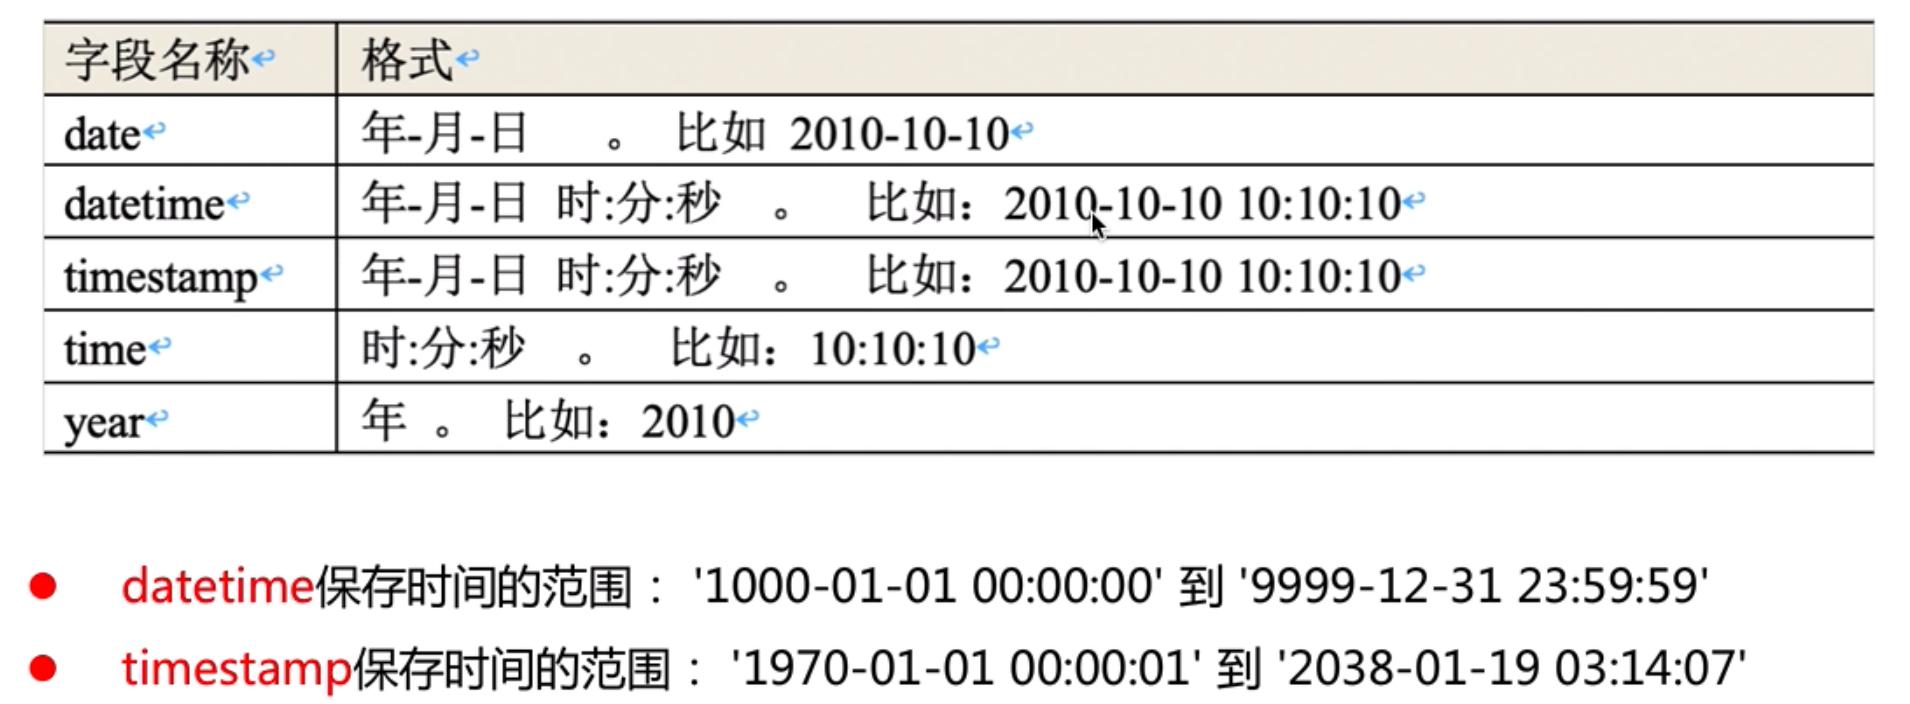 字段名称 格式
date 年-月-日 。 比如 2010-10-10
datetime 年-月-日 时:分:秒 。 比如：2010-10-10 10:10:10
timestamp 年-月-日 时:分:秒 。 比如：2010-10-10 10:10:10
time 时:分:秒 。 比如：10:10:10
year 年 。 比如：2010
datetime保存时间的范围： '1000-01-01 00:00:00' 到 '9999-12-31 23:59:59'
timestamp保存时间的范围： '1970-01-01 00:00:01' 到 '2038-01-19 03:14:07'